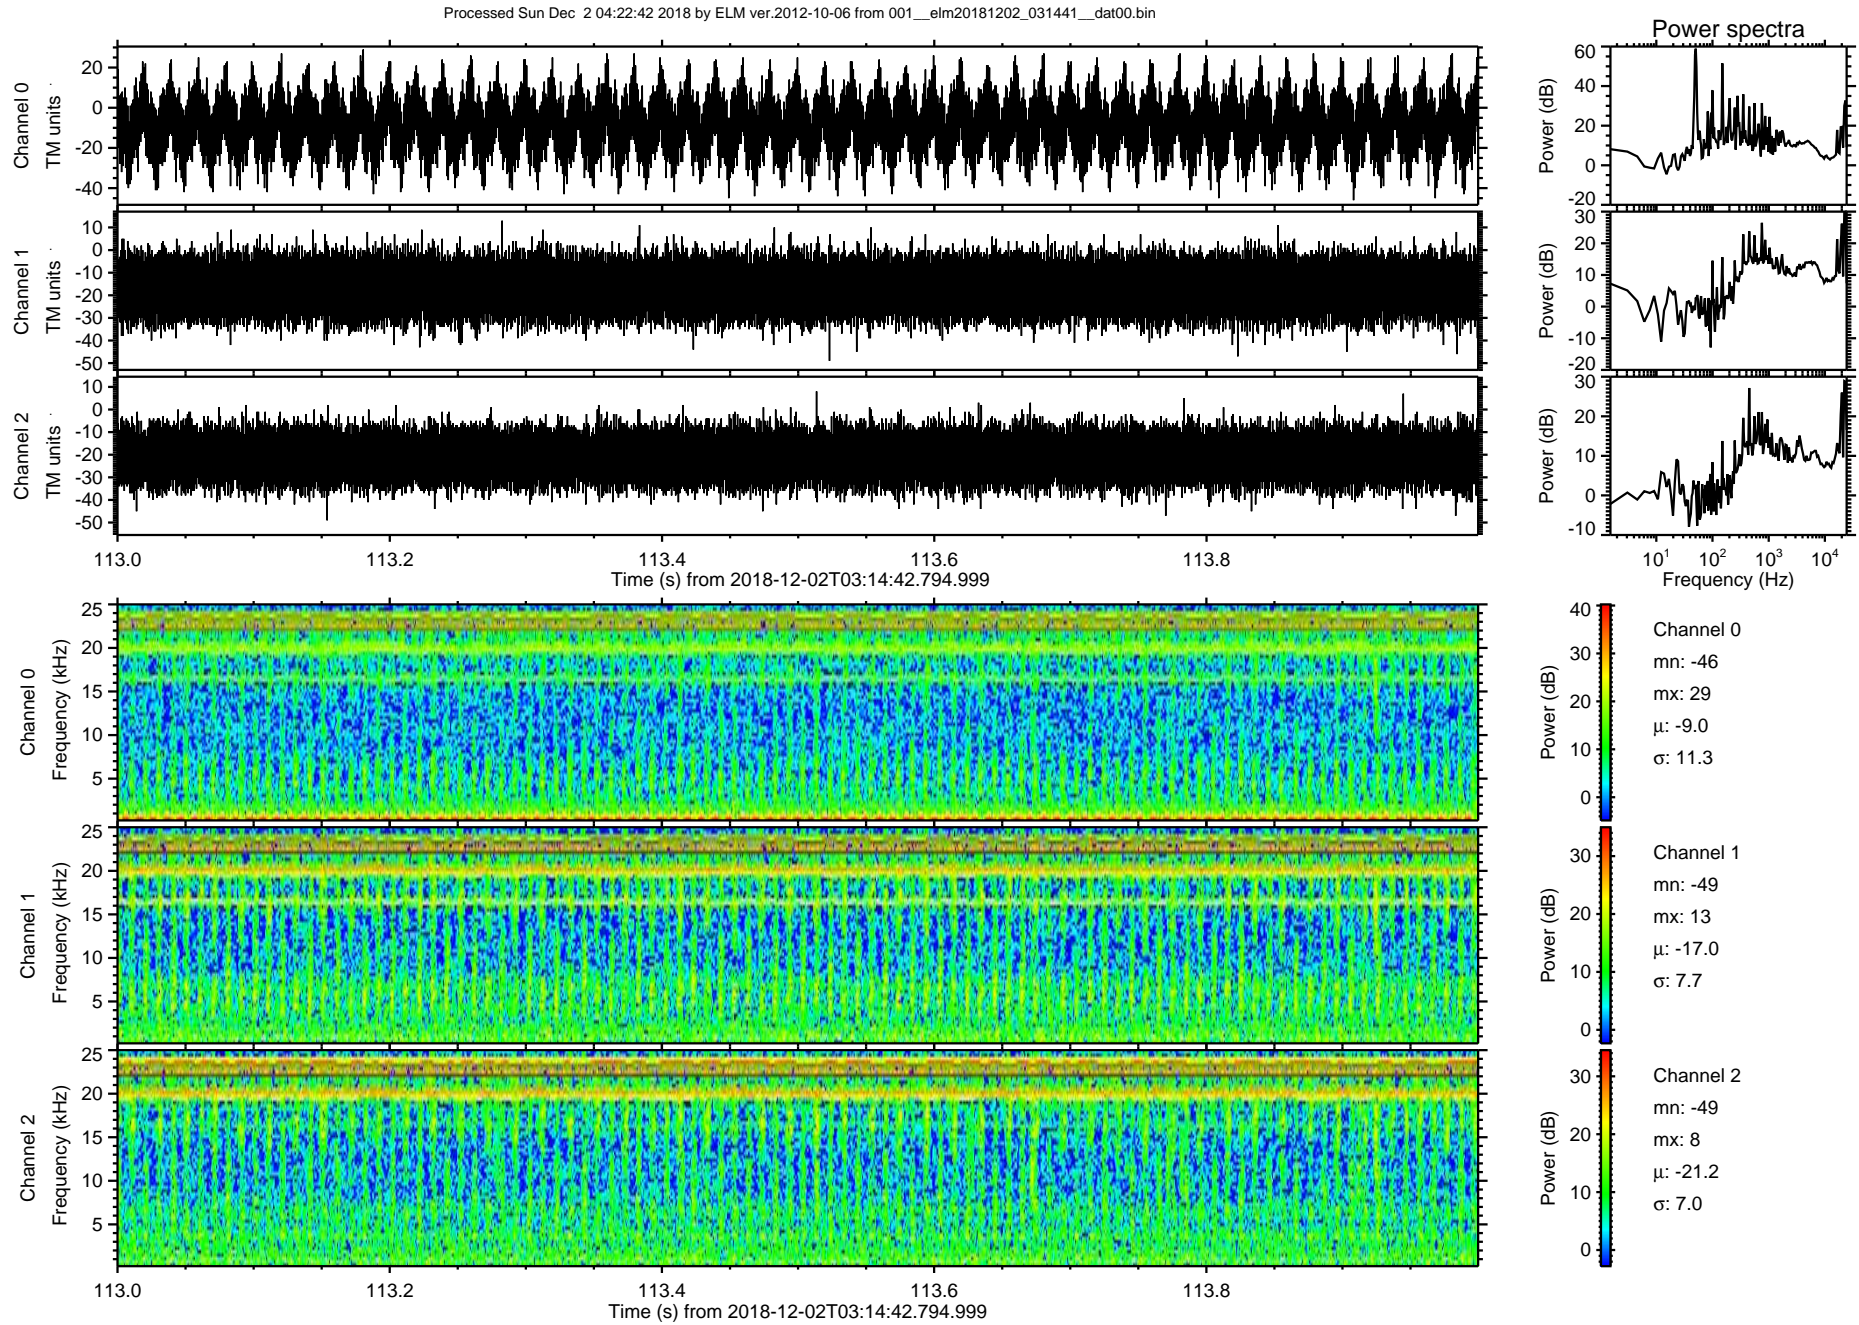 Processed Sun Dec  2 04:22:42 2018 by ELM ver.2012-10-06 from 001__elm20181202_031441__dat00.bin
Power spectra
Channel 0
TM units
20
0
-20
-40
Power (dB)
60
40
20
0
-20
Channel 1
TM units
10
0
-10
-20
-30
-40
-50
Power (dB)
30
20
10
0
-10
-20
Channel 2
TM units
10
0
-10
-20
-30
-40
-50
Power (dB)
30
20
10
0
-10
113.0 113.2 113.4 113.6 113.8
Time (s) from 2018-12-02T03:14:42.794.999
10¹ 10² 10³ 10⁴
Frequency (Hz)
Channel 0
Frequency (kHz)
25
20
15
10
5
Power (dB)
40
30
20
10
0
Channel 0
mn: -46
mx: 29
μ: -9.0
σ: 11.3
Channel 1
Frequency (kHz)
25
20
15
10
5
Power (dB)
30
20
10
0
Channel 1
mn: -49
mx: 13
μ: -17.0
σ: 7.7
Channel 2
Frequency (kHz)
25
20
15
10
5
Power (dB)
30
20
10
0
Channel 2
mn: -49
mx: 8
μ: -21.2
σ: 7.0
113.0 113.2 113.4 113.6 113.8
Time (s) from 2018-12-02T03:14:42.794.999